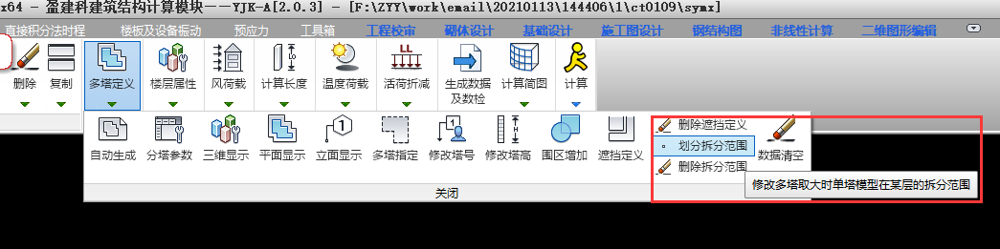 x64 - 盈建科建筑结构计算模块---YJK-A[2.0.3] - [F:\ZYY\work\email\20210113\144406\1\ct0109\symx]
直接积分法时程 楼板及设备振动 预应力 工具箱 工程校审 砌体设计 基础设计 施工图设计 钢结构图 非线性计算 二维图形编辑
删除 复制 多塔定义 楼层属性 风荷载 计算长度 温度荷载 活荷折减 生成数据及数检 计算简图 计算
自动生成 分塔参数 三维显示 平面显示 立面显示 多塔指定 修改塔号 修改塔高 围区增加 遮挡定义 数据清空
删除遮挡定义
划分拆分范围
删除拆分范围
修改多塔取大时单塔模型在某层的拆分范围
关闭